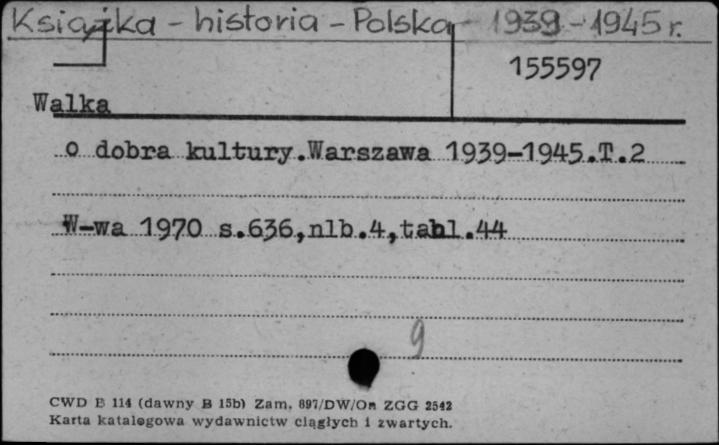 Książka - historia - Polska - 1939 - 1945 r.
155597
Walka
o dobra kultury.Warszawa 1939-1945.T.2
W-wa 1970 s.636,nlb.4,tabl.44
9
CWD B 114 (dawny B 15b) Zam. 897/DW/On ZGG 2542
Karta katalogowa wydawnictw ciągłych i zwartych.